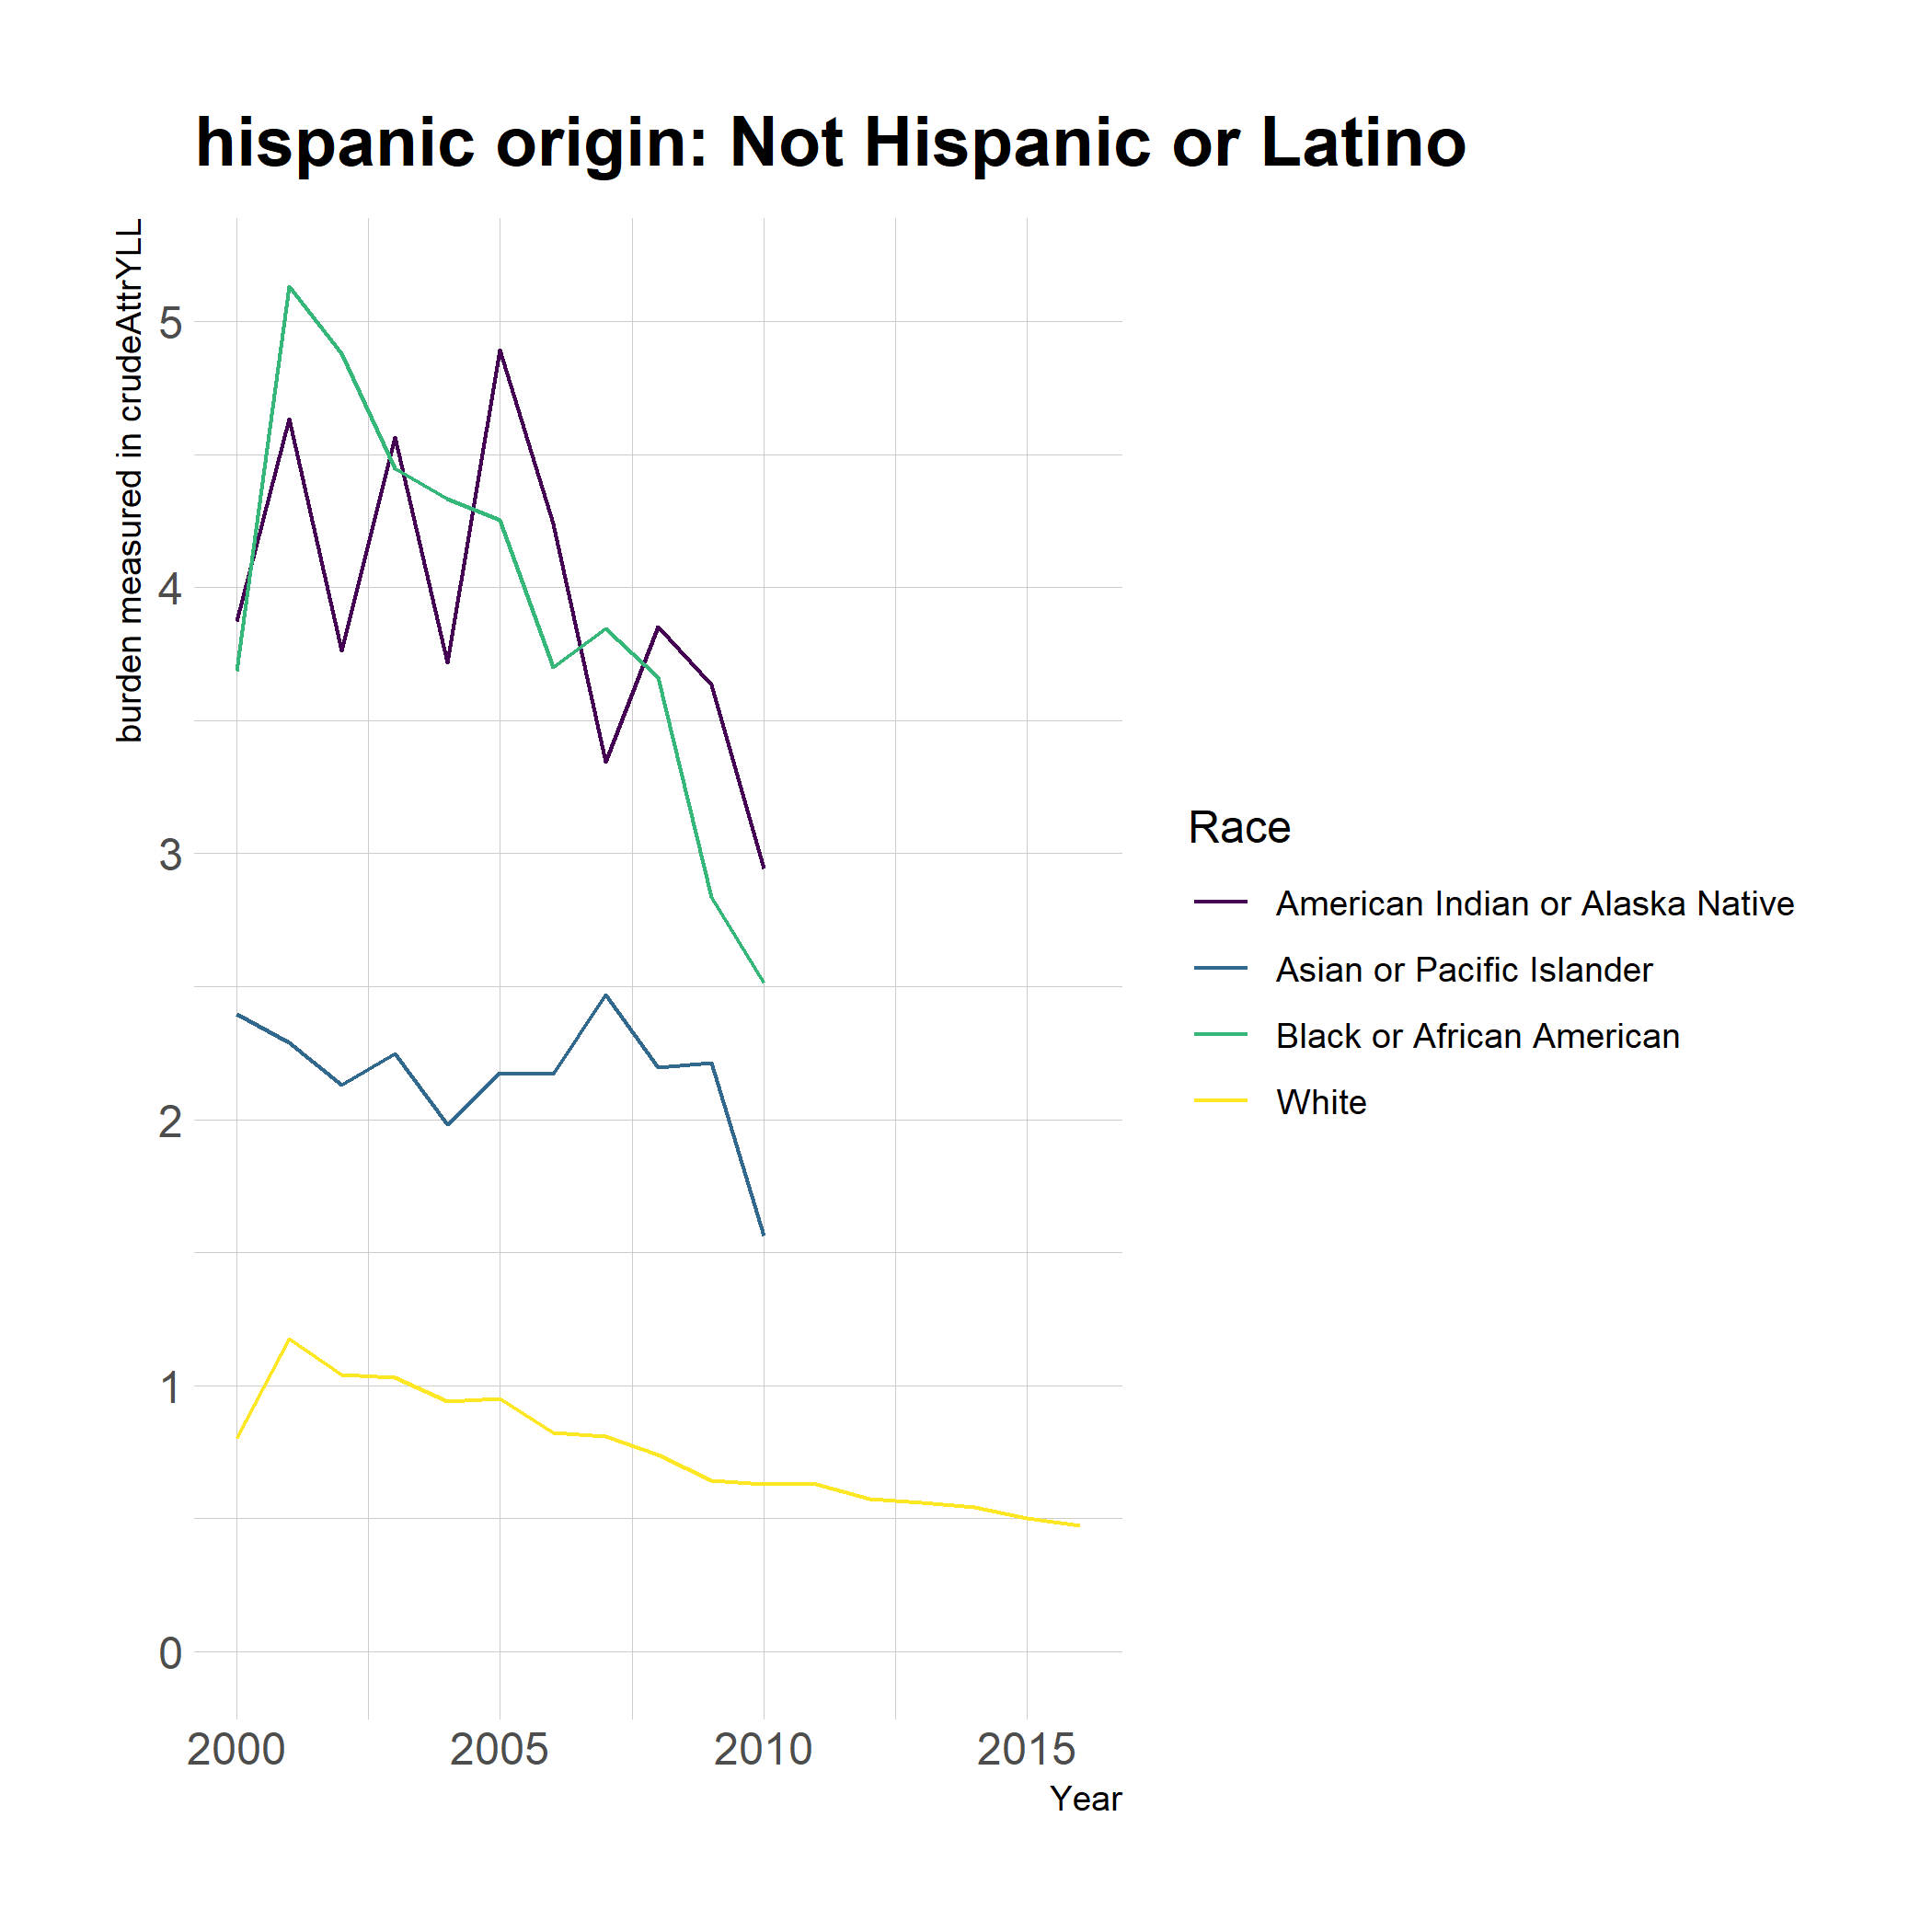 hispanic origin: Not Hispanic or Latino
burden measured in crudeAttrYLL
5
4
3
2
1
0
2000 2005 2010 2015
Year
Race
American Indian or Alaska Native
Asian or Pacific Islander
Black or African American
White